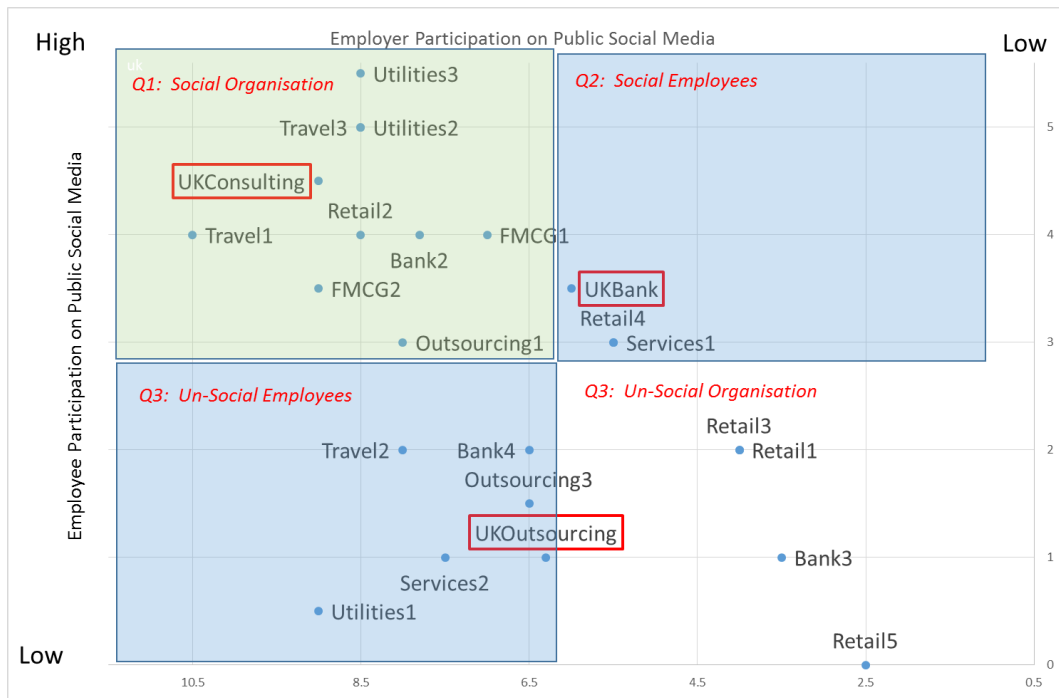 High
Employer Participation on Public Social Media
Low
uk
Q1: Social Organisation
Utilities3
Q2: Social Employees
Travel3
Utilities2
5
UKConsulting
Retail2
Travel1
Bank2
FMCG1
4
FMCG2
UKBank
Retail4
Outsourcing1
Services1
3
Employee Participation on Public Social Media
Q3: Un-Social Employees
Q3: Un-Social Organisation
Retail3
Travel2
Bank4
Retail1
2
Outsourcing3
UKOutsourcing
Services2
Bank3
1
Utilities1
Retail5
Low
0
10.5
8.5
6.5
4.5
2.5
0.5